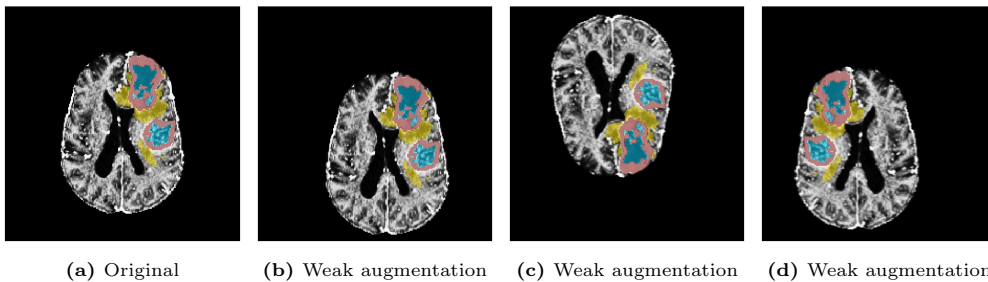 (a) Original
(b) Weak augmentation
(c) Weak augmentation
(d) Weak augmentation